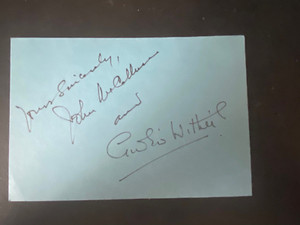 Yours Sincerely,
John McCallum
and
Googie Withers